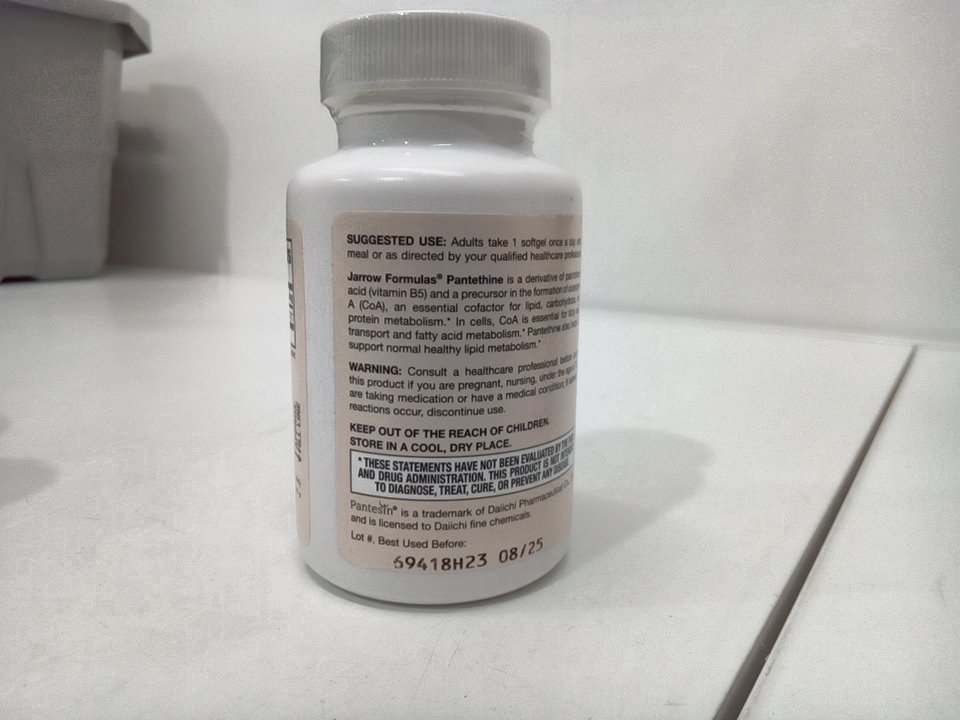 SUGGESTED USE: Adults take 1 softgel once a day
meal or as directed by your qualified healthcare
Jarrow Formulas® Pantethine is a derivative of
acid (vitamin B5) and a precursor in the formation of
A (CoA), an essential cofactor for lipid, carbohydrate,
protein metabolism.* In cells, CoA is essential for
transport and fatty acid metabolism.* Pantethine also
support normal healthy lipid metabolism.*
WARNING: Consult a healthcare professional before
this product if you are pregnant, nursing, under the
are taking medication or have a medical condition.
reactions occur, discontinue use.
KEEP OUT OF THE REACH OF CHILDREN.
STORE IN A COOL, DRY PLACE.
* THESE STATEMENTS HAVE NOT BEEN EVALUATED BY THE
AND DRUG ADMINISTRATION. THIS PRODUCT IS NOT
TO DIAGNOSE, TREAT, CURE, OR PREVENT ANY DISEASE.
Pantesin® is a trademark of Daiichi Pharmaceutical Co.
and is licensed to Daiichi fine chemicals.
Lot #. Best Used Before:
69418H23 08/25